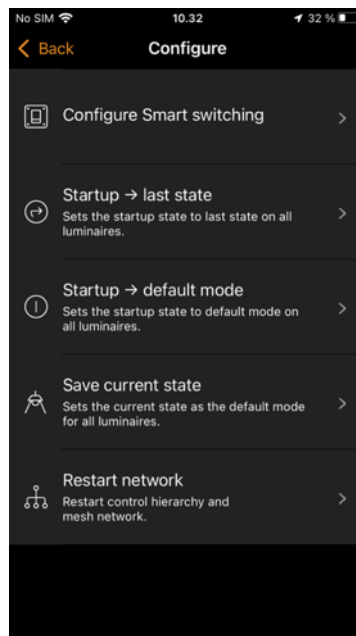 No SIM 10.32 32 %
Back Configure
Configure Smart switching
Startup → last state
Sets the startup state to last state on all
luminaires.
Startup → default mode
Sets the startup state to default mode on
all luminaires.
Save current state
Sets the current state as the default mode
for all luminaires.
Restart network
Restart control hierarchy and
mesh network.